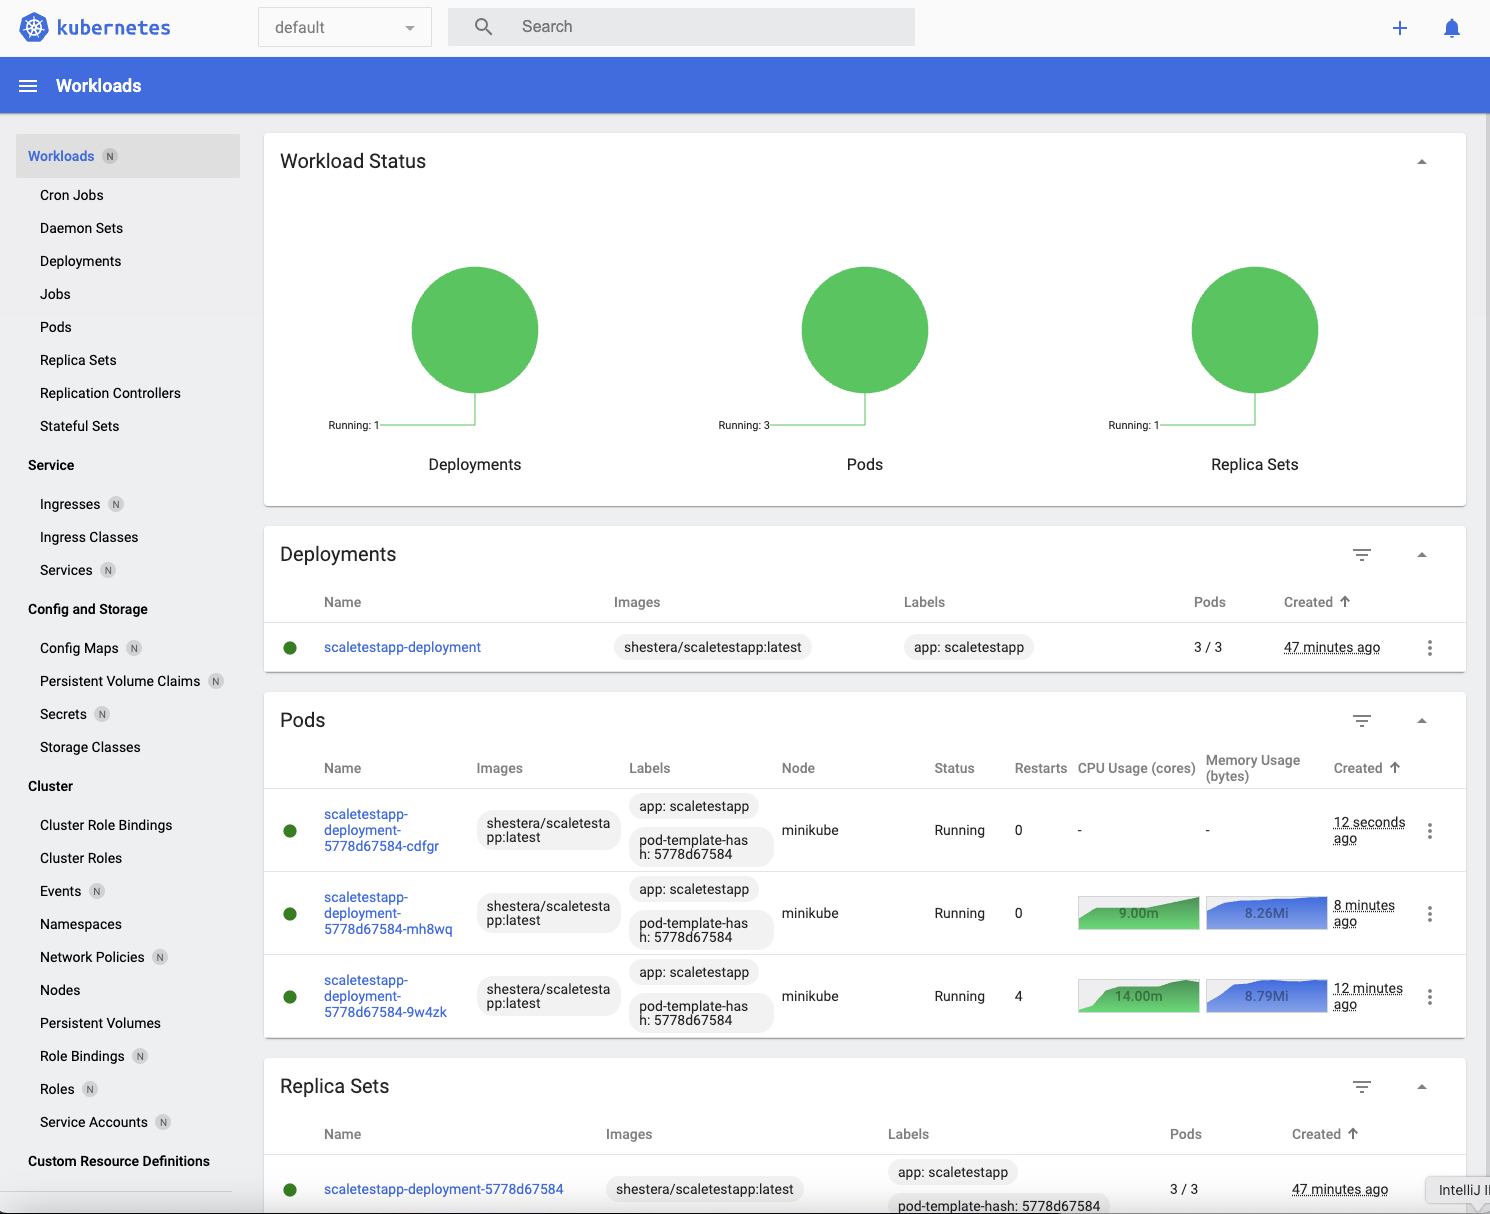 kubernetes
default
Search
Workloads
Workloads N
Cron Jobs
Daemon Sets
Deployments
Jobs
Pods
Replica Sets
Replication Controllers
Stateful Sets
Service
Ingresses N
Ingress Classes
Services N
Config and Storage
Config Maps N
Persistent Volume Claims N
Secrets N
Storage Classes
Cluster
Cluster Role Bindings
Cluster Roles
Events N
Namespaces
Network Policies N
Nodes
Persistent Volumes
Role Bindings N
Roles N
Service Accounts N
Custom Resource Definitions
Workload Status
Running: 1
Deployments
Running: 3
Pods
Running: 1
Replica Sets
Deployments
Name Images Labels Pods Created
scaletestapp-deployment shestera/scaletestapp:latest app: scaletestapp 3 / 3 47 minutes ago
Pods
Name Images Labels Node Status Restarts CPU Usage (cores) Memory Usage
(bytes) Created
scaletestapp-
deployment-
5778d67584-cdfgr
shestera/scaletesta
pp:latest
app: scaletestapp
pod-template-has
h: 5778d67584
minikube Running 0 - -
12 seconds
ago
scaletestapp-
deployment-
5778d67584-mh8wq
shestera/scaletesta
pp:latest
app: scaletestapp
pod-template-has
h: 5778d67584
minikube Running 0 9.00m 8.26Mi
8 minutes
ago
scaletestapp-
deployment-
5778d67584-9w4zk
shestera/scaletesta
pp:latest
app: scaletestapp
pod-template-has
h: 5778d67584
minikube Running 4 14.00m 8.79Mi
12 minutes
ago
Replica Sets
Name Images Labels Pods Created
scaletestapp-deployment-5778d67584 shestera/scaletestapp:latest
app: scaletestapp
pod-template-hash: 5778d67584
3 / 3 47 minutes ago
IntelliJ